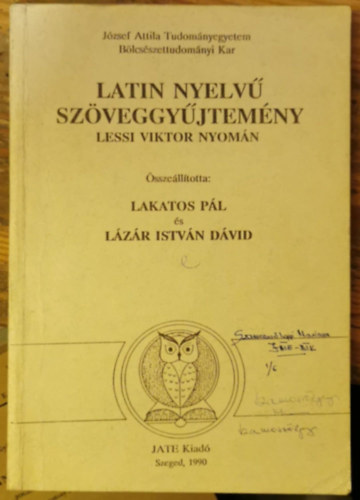 József Attila Tudományegyetem
Bölcsészettudományi Kar
LATIN NYELVŰ
SZÖVEGGYŰJTEMÉNY
LESSI VIKTOR NYOMÁN
Összeállította:
LAKATOS PÁL
és
LÁZÁR ISTVÁN DÁVID
JATE Kiadó
Szeged, 1990